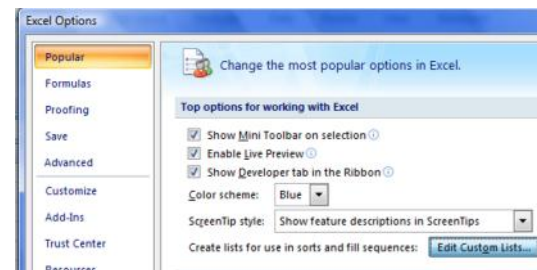 Excel Options
Popular
Formulas
Proofing
Save
Advanced
Customize
Add-Ins
Trust Center
Resources
Change the most popular options in Excel.
Top options for working with Excel
Show Mini Toolbar on selection
Enable Live Preview
Show Developer tab in the Ribbon
Color scheme: Blue
ScreenTip style: Show feature descriptions in ScreenTips
Create lists for use in sorts and fill sequences: Edit Custom Lists...